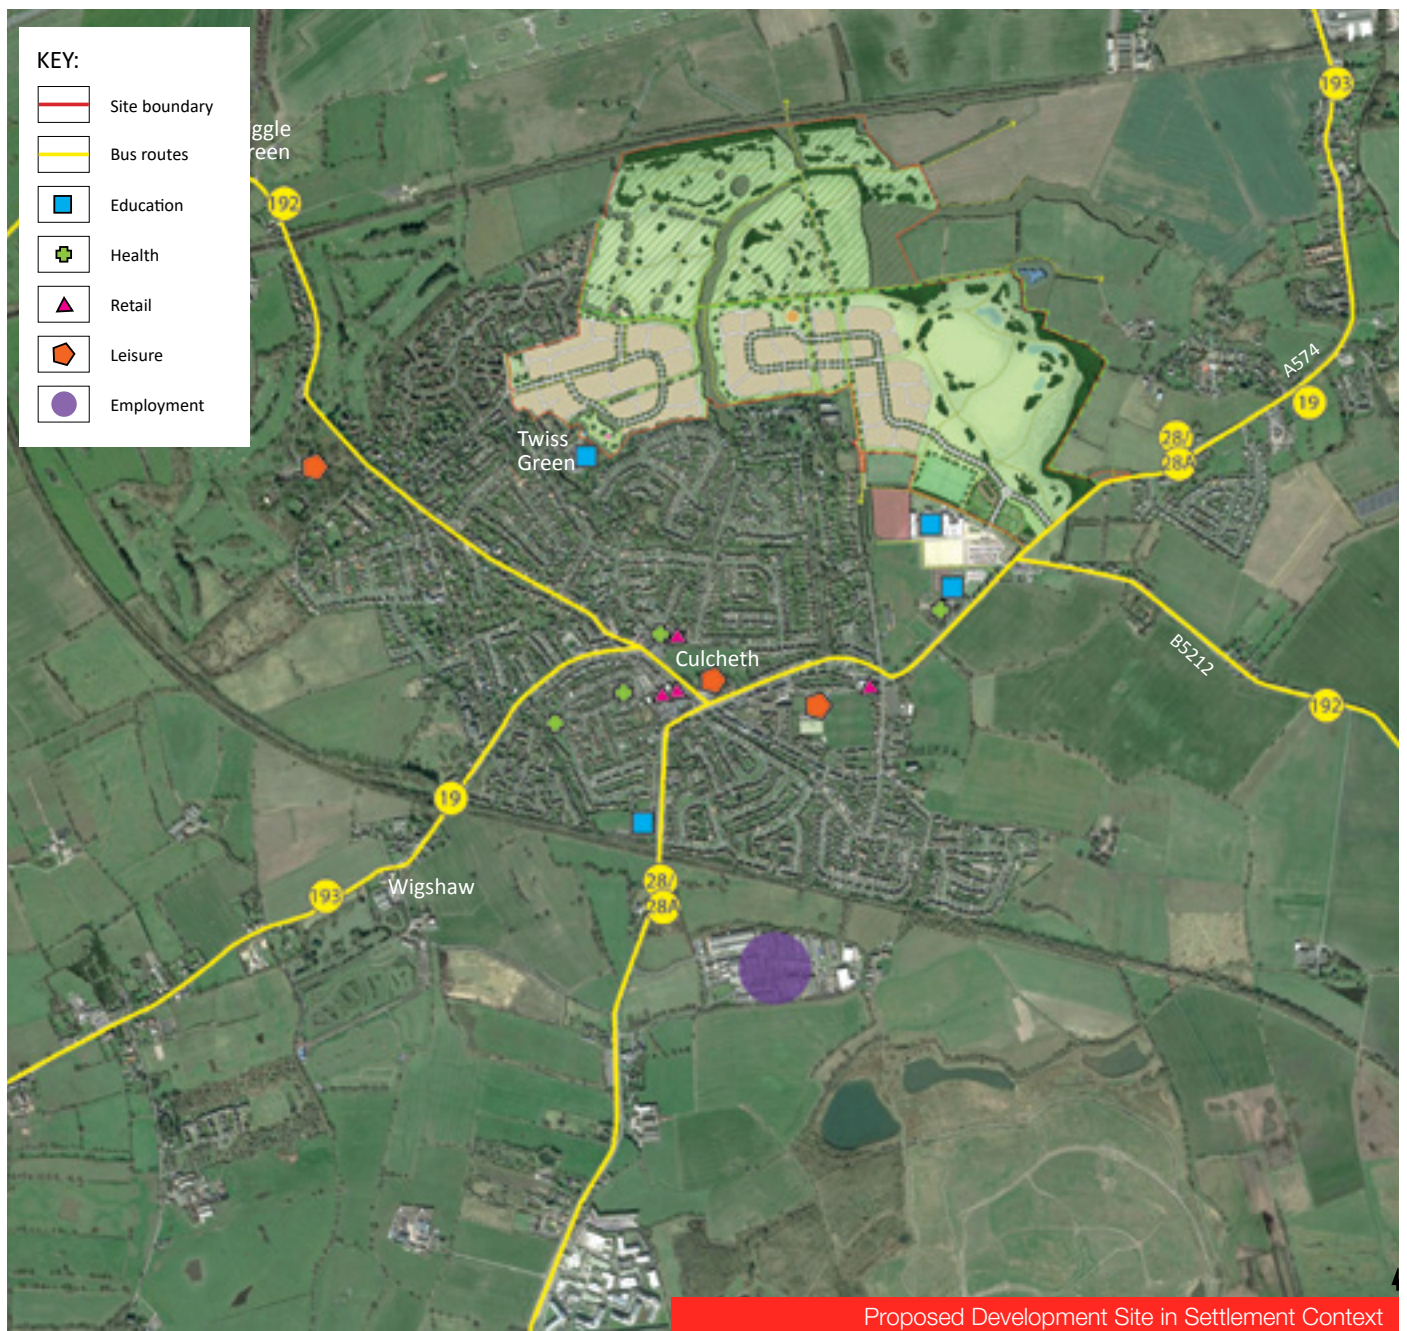 KEY:
Site boundary
Bus routes
Education
Health
Retail
Leisure
Employment
ggle
reen
192
193
A574
19
28/
28A
Twiss
Green
B5212
Culcheth
192
19
193
Wigshaw
28/
28A
Proposed Development Site in Settlement Context